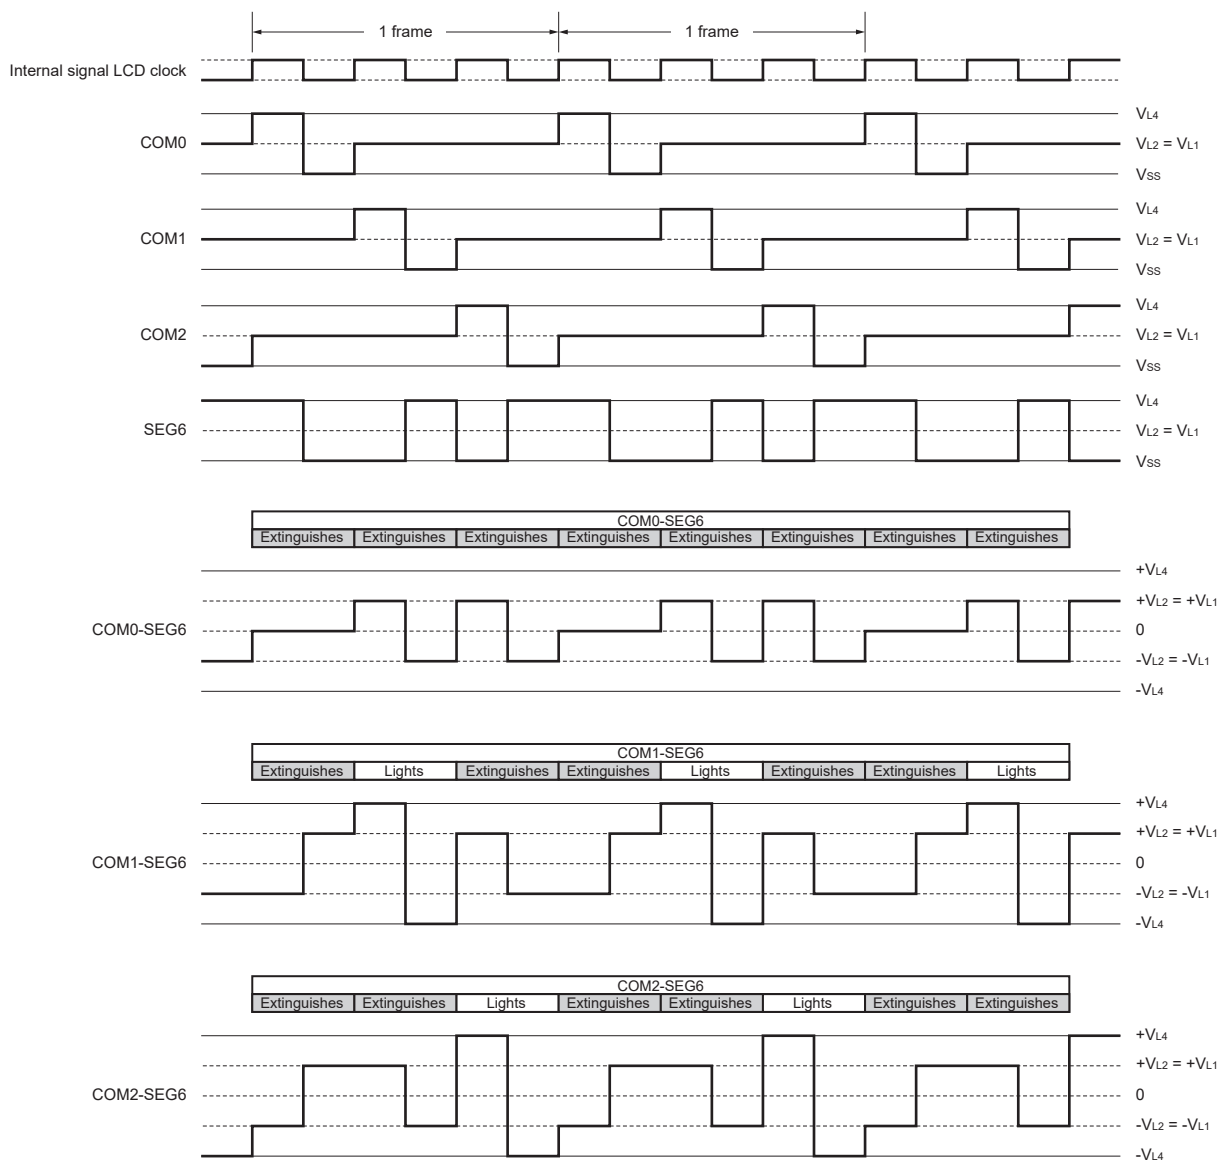 1 frame 1 frame
Internal signal LCD clock
VL4
COM0 VL2 = VL1
VSS
VL4
COM1 VL2 = VL1
VSS
VL4
COM2 VL2 = VL1
VSS
VL4
SEG6 VL2 = VL1
VSS
COM0-SEG6
Extinguishes Extinguishes Extinguishes Extinguishes Extinguishes Extinguishes Extinguishes Extinguishes
+VL4
+VL2 = +VL1
COM0-SEG6 0
-VL2 = -VL1
-VL4
COM1-SEG6
Extinguishes Lights Extinguishes Extinguishes Lights Extinguishes Extinguishes Lights
+VL4
+VL2 = +VL1
COM1-SEG6 0
-VL2 = -VL1
-VL4
COM2-SEG6
Extinguishes Extinguishes Lights Extinguishes Extinguishes Lights Extinguishes Extinguishes
+VL4
+VL2 = +VL1
COM2-SEG6 0
-VL2 = -VL1
-VL4